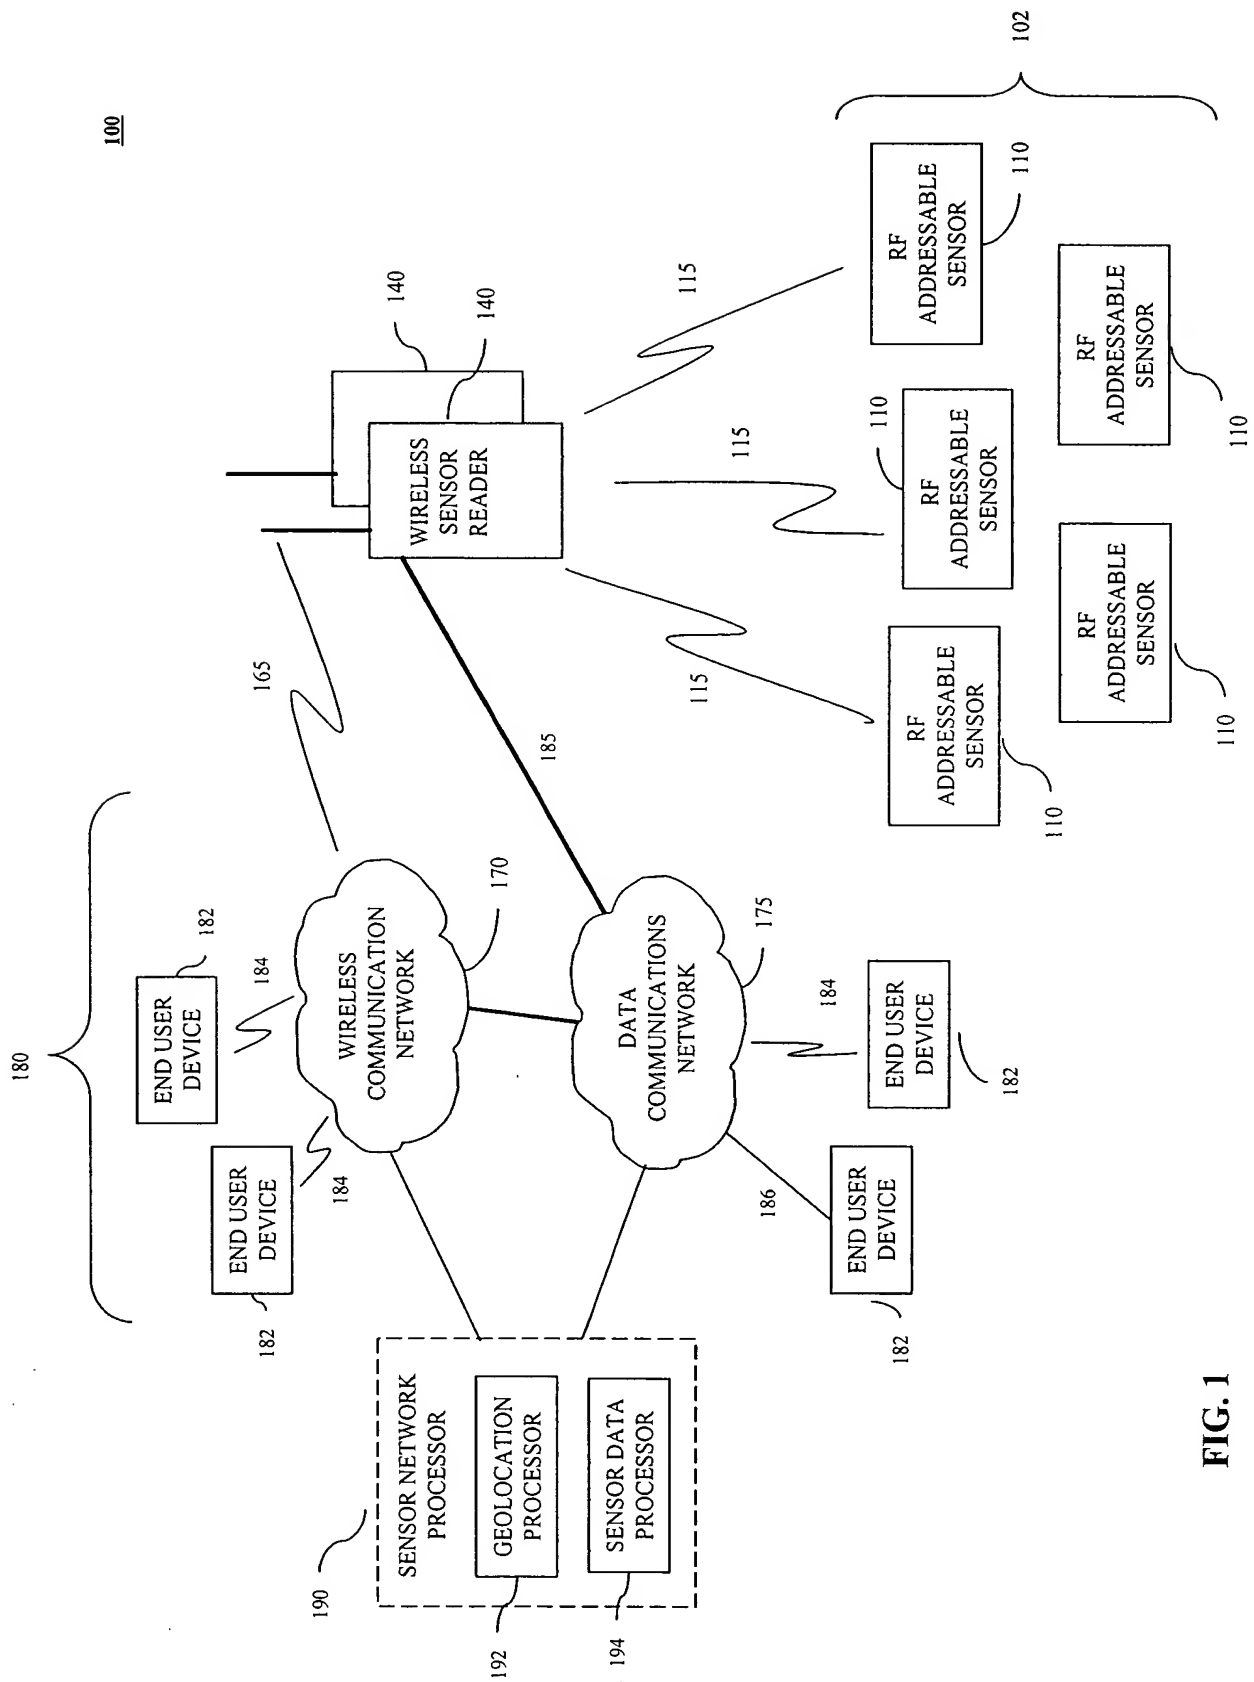 100
180
END USER
DEVICE
182
184
END USER
DEVICE
182
184
165
140
140
190
SENSOR NETWORK
PROCESSOR
WIRELESS
COMMUNICATION
NETWORK
170
WIRELESS
SENSOR
READER
GEOLOCATION
PROCESSOR
192
185
SENSOR DATA
PROCESSOR
194
DATA
COMMUNICATIONS
NETWORK
175
115
115
115
186
184
END USER
DEVICE
182
END USER
DEVICE
182
RF
ADDRESSABLE
SENSOR
110
RF
ADDRESSABLE
SENSOR
110
RF
ADDRESSABLE
SENSOR
110
102
RF
ADDRESSABLE
SENSOR
110
RF
ADDRESSABLE
SENSOR
110
FIG. 1